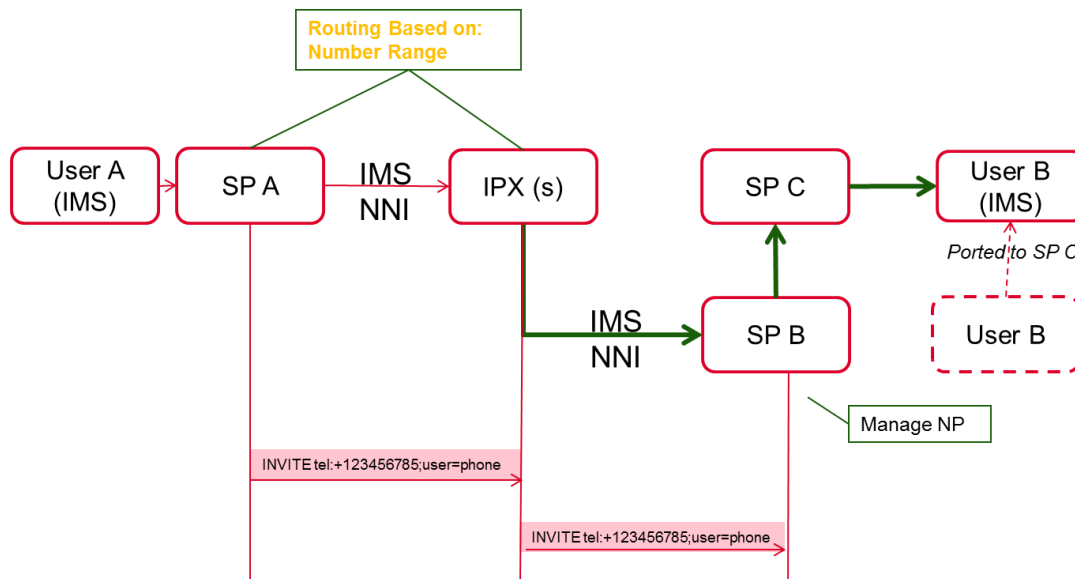 Routing Based on:
Number Range
User A
(IMS)
SP A
IMS
NNI
IPX (s)
SP C
User B
(IMS)
Ported to SP C
IMS
NNI
SP B
User B
Manage NP
INVITE tel:+123456785;user=phone
INVITE tel:+123456785;user=phone